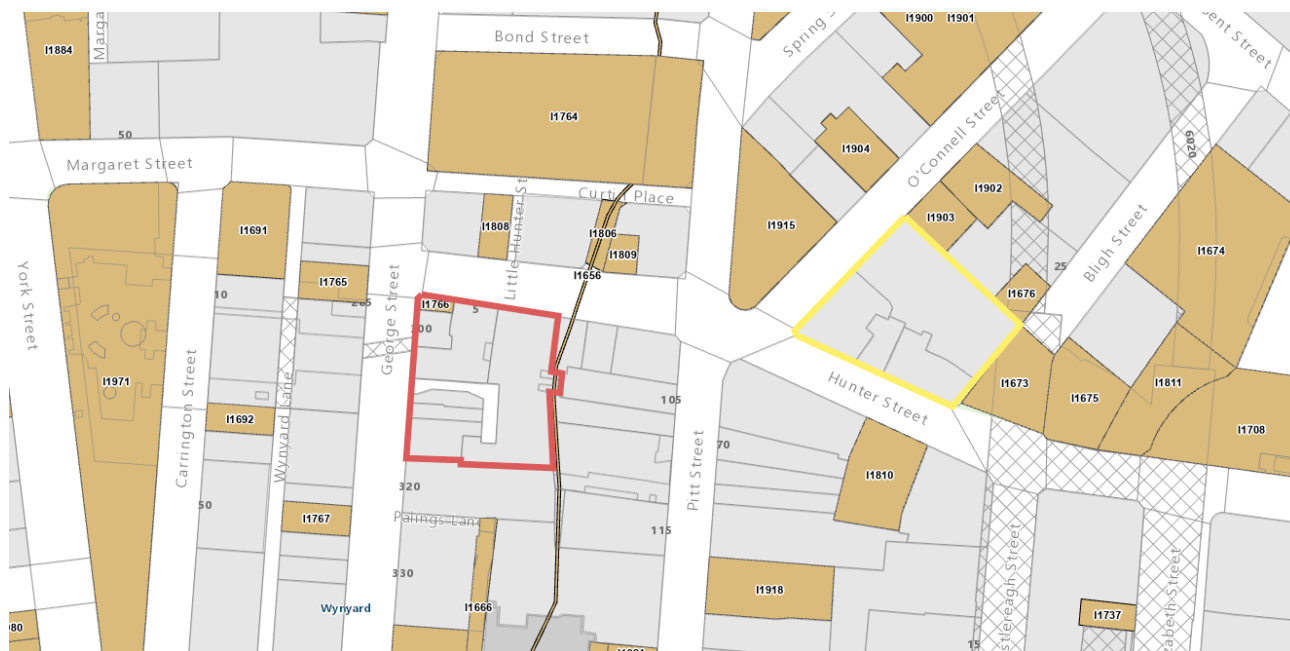 I1900
I1901
Bond Street
Spring S
ent Street
I1884
Marga
I1764
50
O'Connell Street
6020
I1904
Margaret Street
I1902
Curtin Place
Little Hunter St
I1808
I1806
I1903
I1915
I1691
I1809
Bligh Street
I1674
York Street
George Street
I1656
25
I1765
10
265
I1766
5
I1676
300
I1971
Carrington Street
Wynyard Lane
Hunter Street
I1673
I1811
105
I1675
I1692
I1708
70
Pitt Street
I1810
320
50
I1767
Palings Lane
115
330
I1918
stlereagh Street
abeth Street
Wynyard
I1666
I1737
080
15